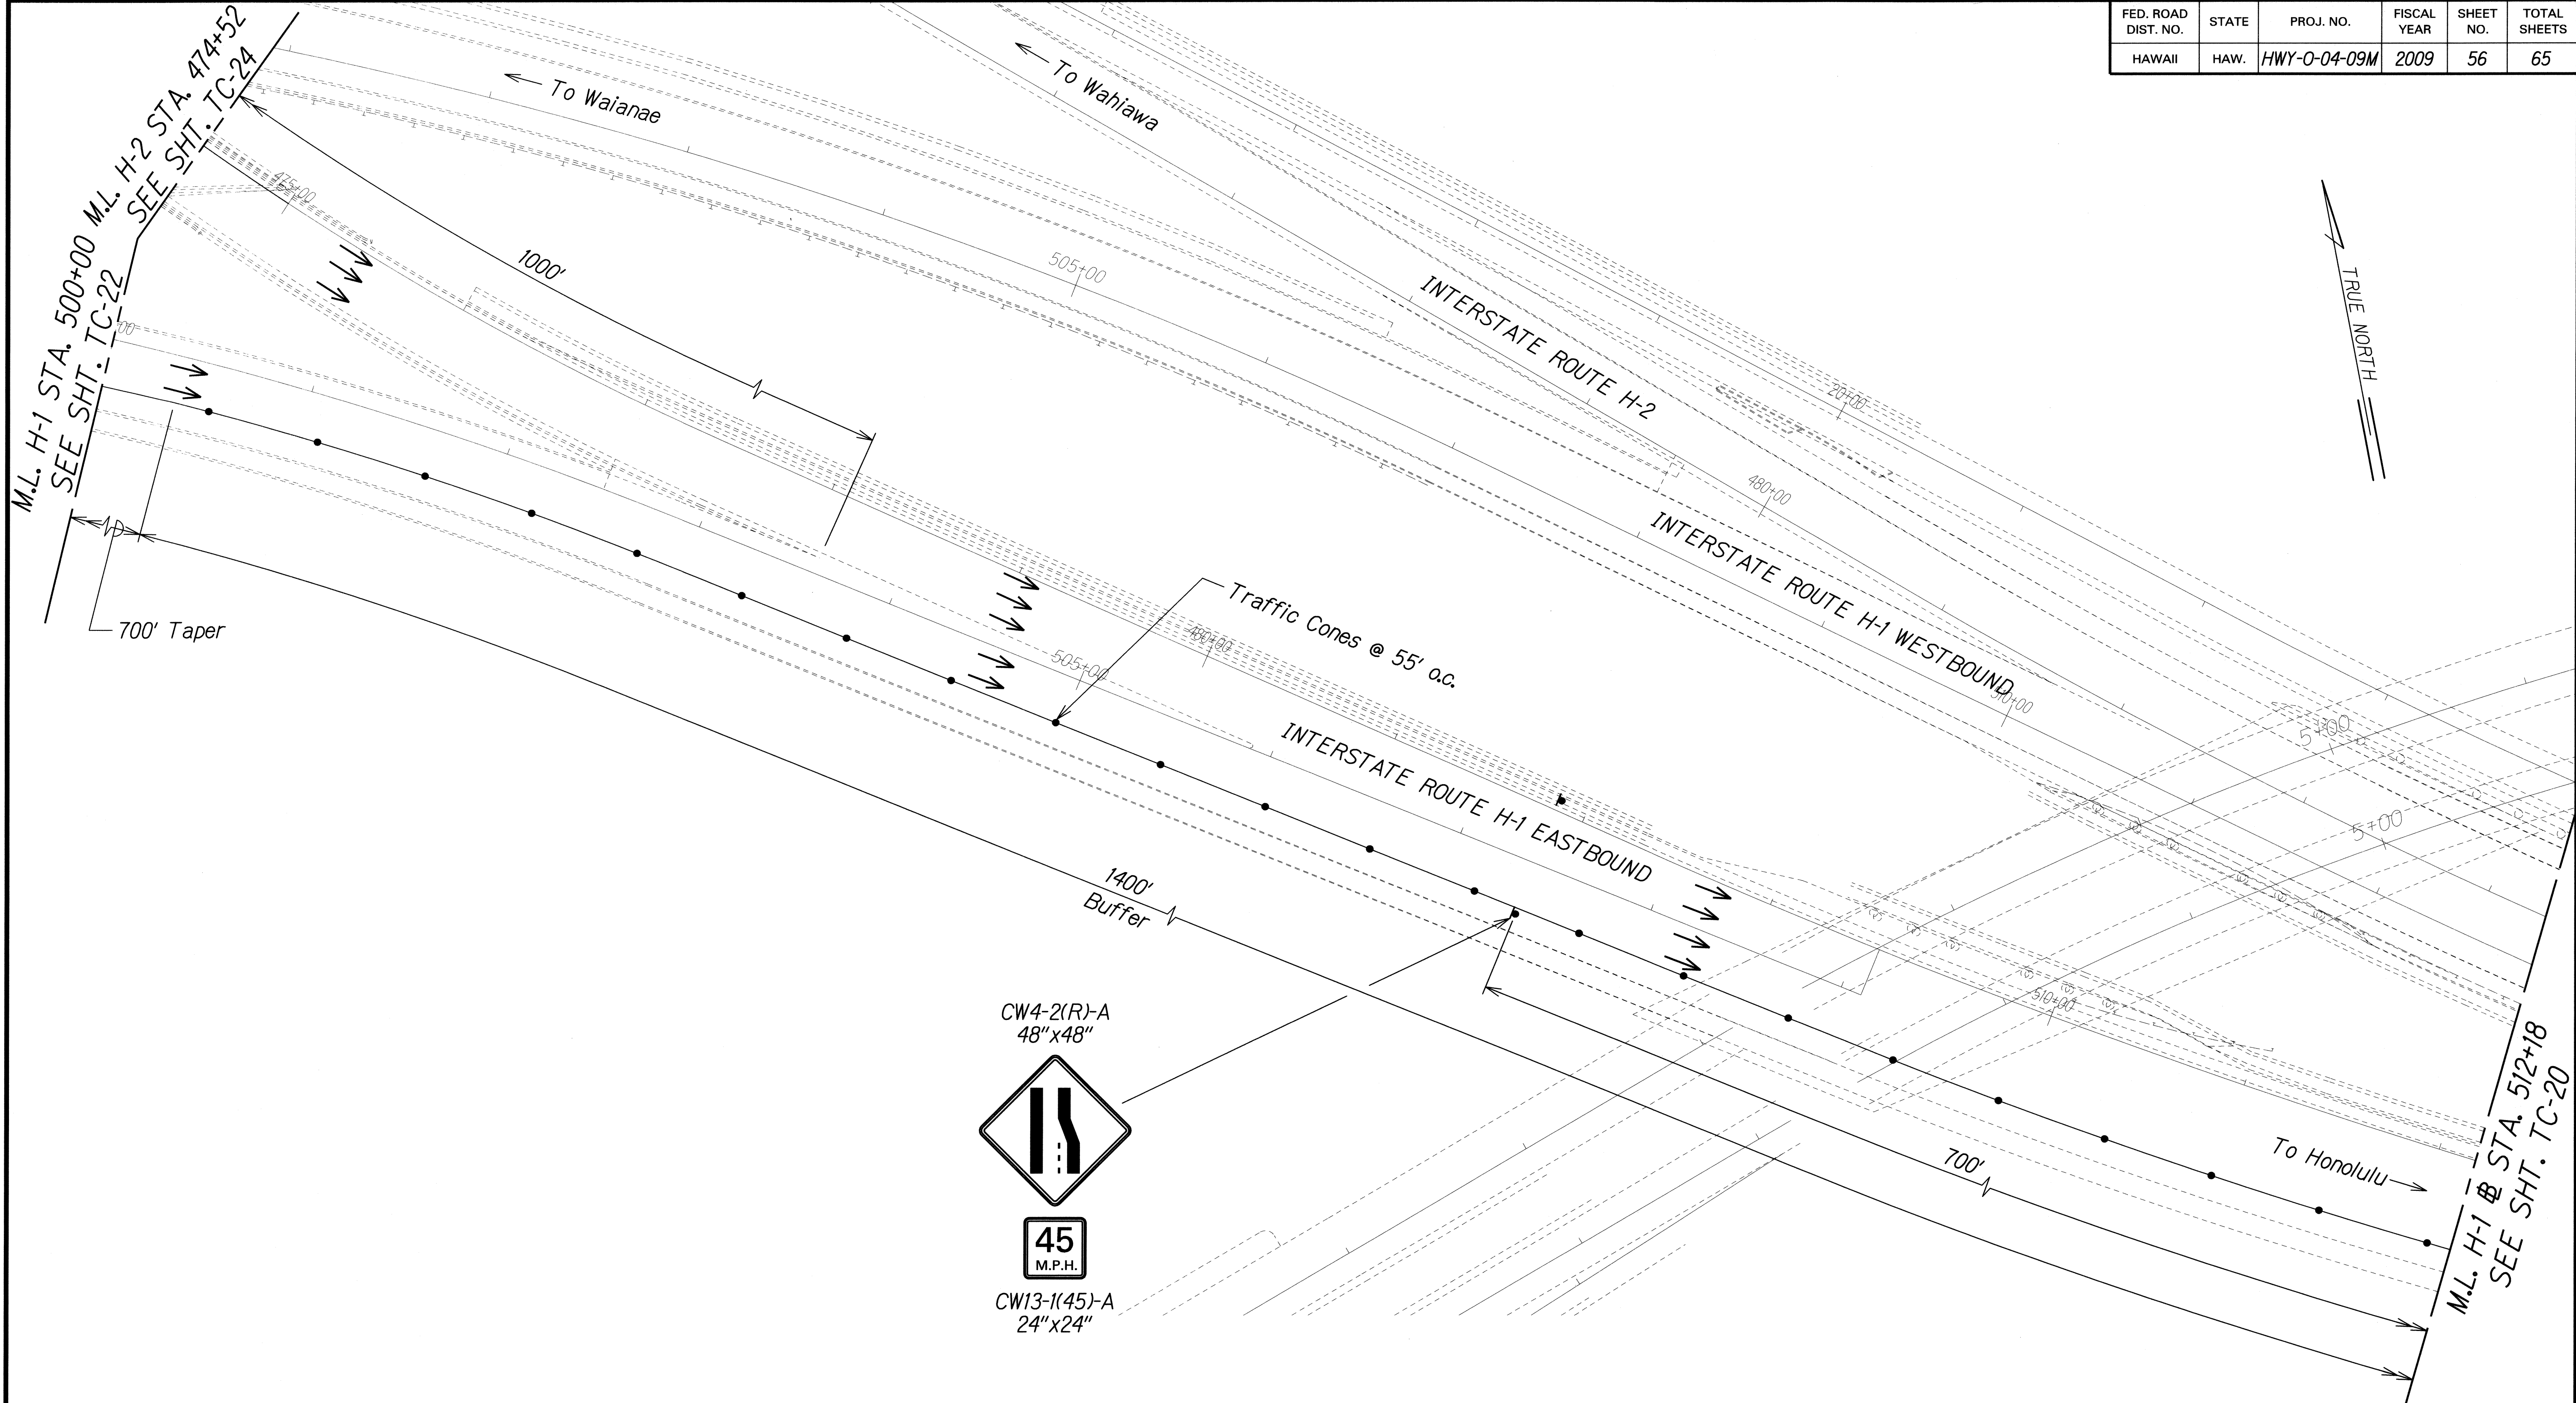 FED. ROAD DIST. NO. STATE PROJ. NO. FISCAL YEAR SHEET NO. TOTAL SHEETS
HAWAII HAW. HWY-O-04-09M 2009 56 65
M.L. H-1 STA. 500+00 M.L. H-2 STA. 474+52
SEE SHT. TC-22 SEE SHT. TC-24
To Waianae
To Wahiawa
475+00
1000'
505+00
INTERSTATE ROUTE H-2
20+00
TRUE NORTH
00
480+00
INTERSTATE ROUTE H-1 WESTBOUND
510+00
5+00
5+00
700' Taper
Traffic Cones @ 55' o.c.
480+00
505+00
INTERSTATE ROUTE H-1 EASTBOUND
1400'
Buffer
510+00
CW4-2(R)-A
48"x48"
45
M.P.H.
CW13-1(45)-A
24"x24"
700'
To Honolulu
M.L. H-1 STA. 512+18
SEE SHT. TC-20